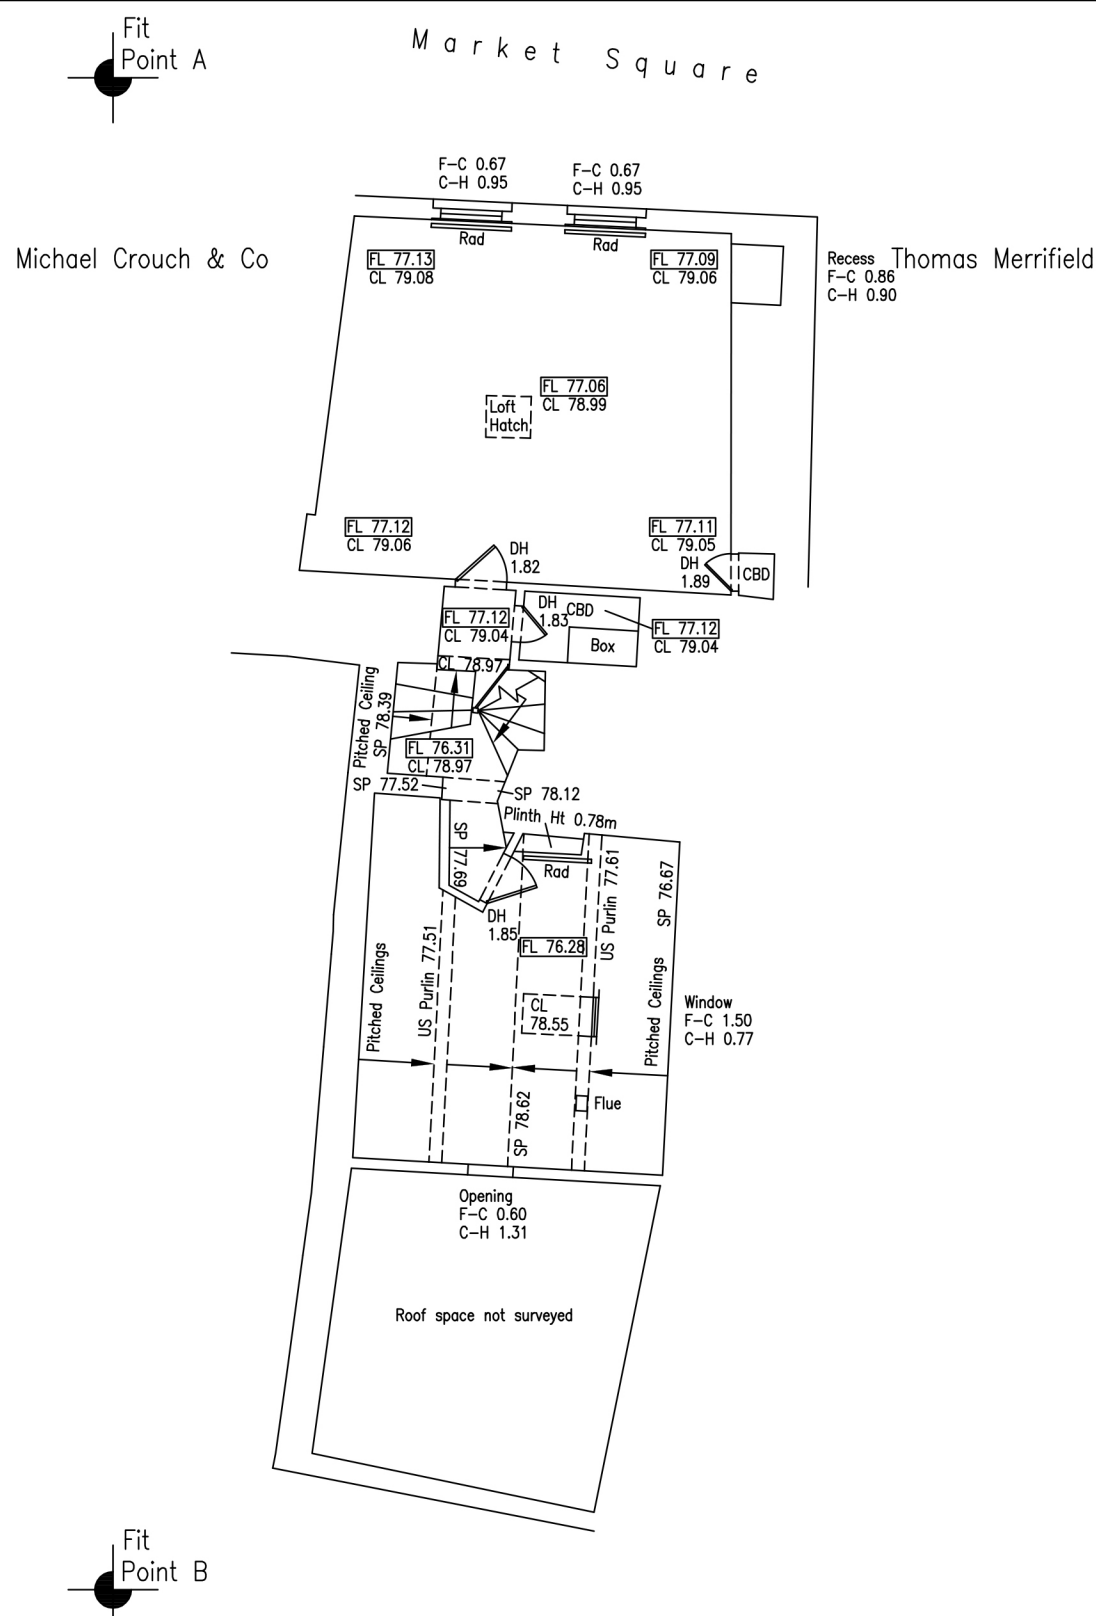 Fit
Point A
Market Square
F-C 0.67
C-H 0.95
F-C 0.67
C-H 0.95
Rad
Rad
Michael Crouch & Co
FL 77.13
CL 79.08
FL 77.09
CL 79.06
Recess
F-C 0.86
C-H 0.90
Thomas Merrifield
FL 77.06
CL 78.99
Loft
Hatch
FL 77.12
CL 79.06
FL 77.11
CL 79.05
DH
1.82
DH
1.89
CBD
FL 77.12
CL 79.04
DH
1.83
CBD
Box
FL 77.12
CL 79.04
CL 78.97
Pitched Ceiling
SP 78.39
FL 76.31
CL 78.97
SP 77.52
SP 78.12
Plinth Ht 0.78m
SP 77.69
Rad
US Purlin 77.61
SP 76.67
DH
1.85
FL 76.28
US Purlin 77.51
Pitched Ceilings
CL
78.55
Pitched Ceilings
Window
F-C 1.50
C-H 0.77
SP 78.62
Flue
Opening
F-C 0.60
C-H 1.31
Roof space not surveyed
Fit
Point B